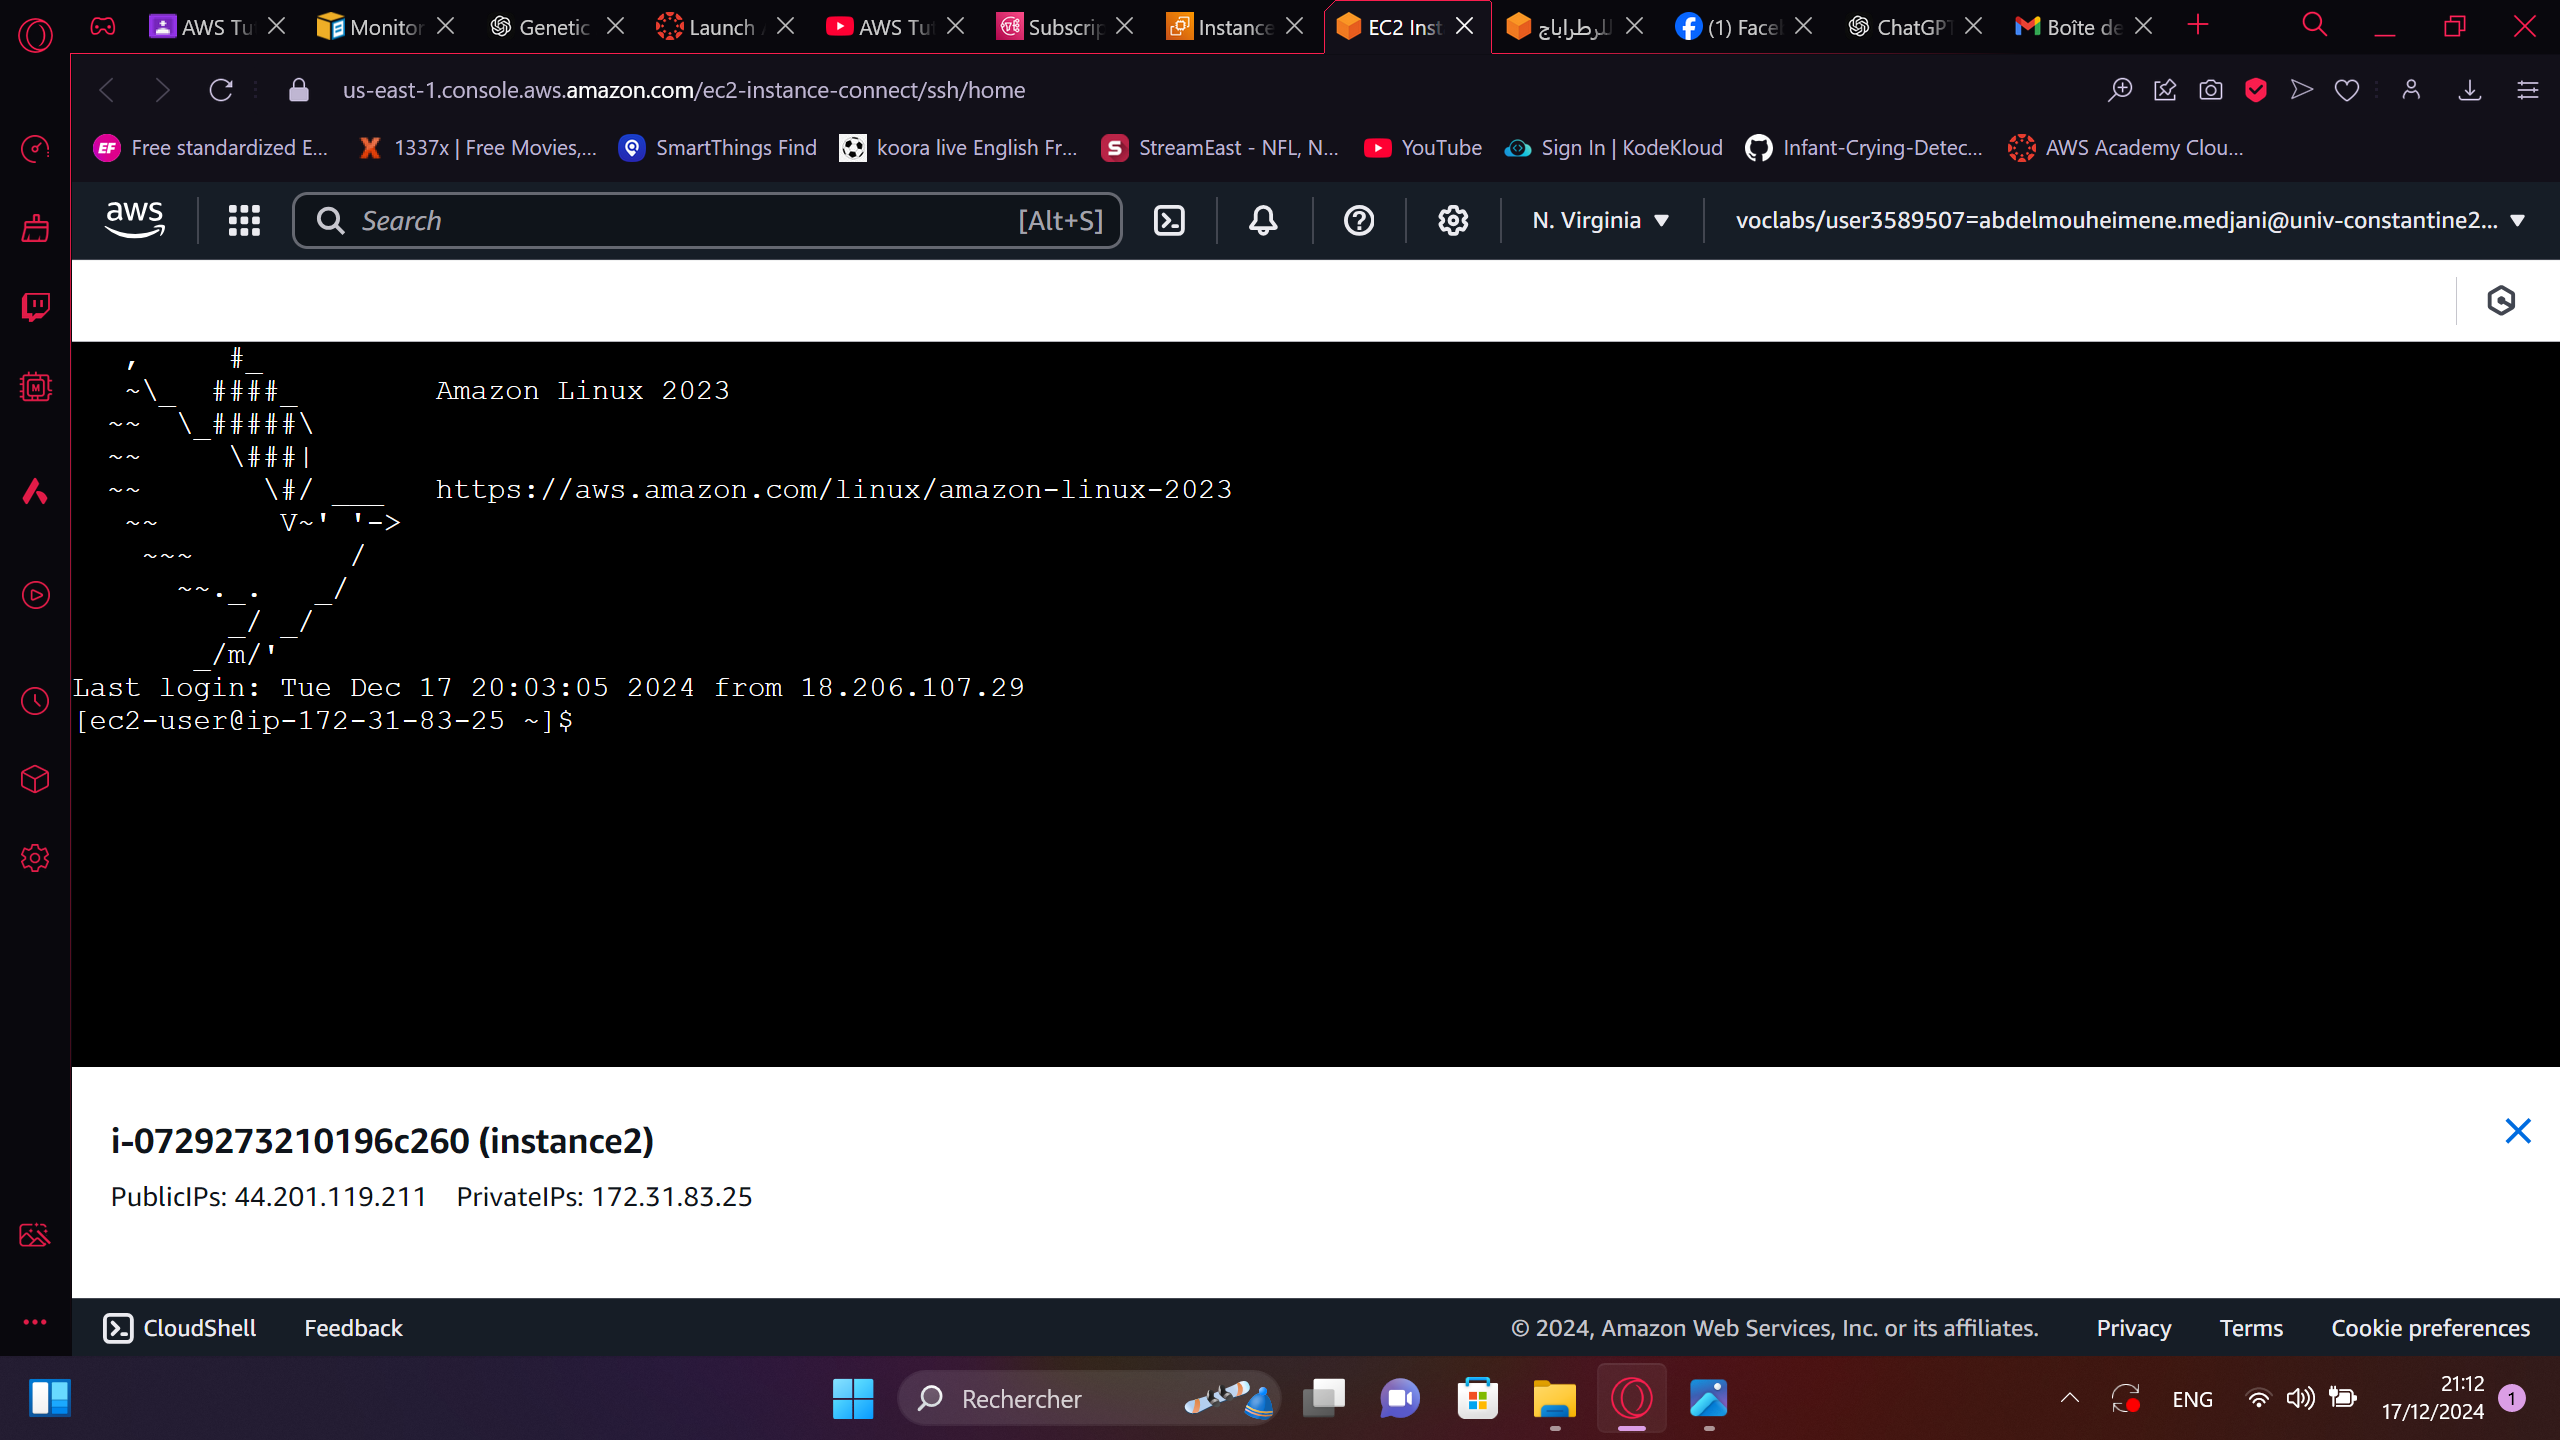 AWS Tu
Monitor
Genetic
Launch
AWS Tu
Subscrip
Instance
EC2 Inst
للرطراباج
(1) Face
ChatGPT
Boîte de
us-east-1.console.aws.amazon.com/ec2-instance-connect/ssh/home
EF Free standardized E...
1337x | Free Movies,...
SmartThings Find
koora live English Fr...
StreamEast - NFL, N...
YouTube
Sign In | KodeKloud
Infant-Crying-Detec...
AWS Academy Clou...
aws
Search
[Alt+S]
N. Virginia
voclabs/user3589507=abdelmouheimene.medjani@univ-constantine2...
   ,     #_
   ~\_  ####_        Amazon Linux 2023
  ~~  \_#####\
  ~~     \###|
  ~~       \#/ ___   https://aws.amazon.com/linux/amazon-linux-2023
   ~~       V~' '->
    ~~~         /
      ~~._.   _/
         _/ _/
       _/m/'
Last login: Tue Dec 17 20:03:05 2024 from 18.206.107.29
[ec2-user@ip-172-31-83-25 ~]$
i-0729273210196c260 (instance2)
PublicIPs: 44.201.119.211 PrivateIPs: 172.31.83.25
CloudShell
Feedback
© 2024, Amazon Web Services, Inc. or its affiliates.
Privacy
Terms
Cookie preferences
Rechercher
ENG
21:12
17/12/2024
1